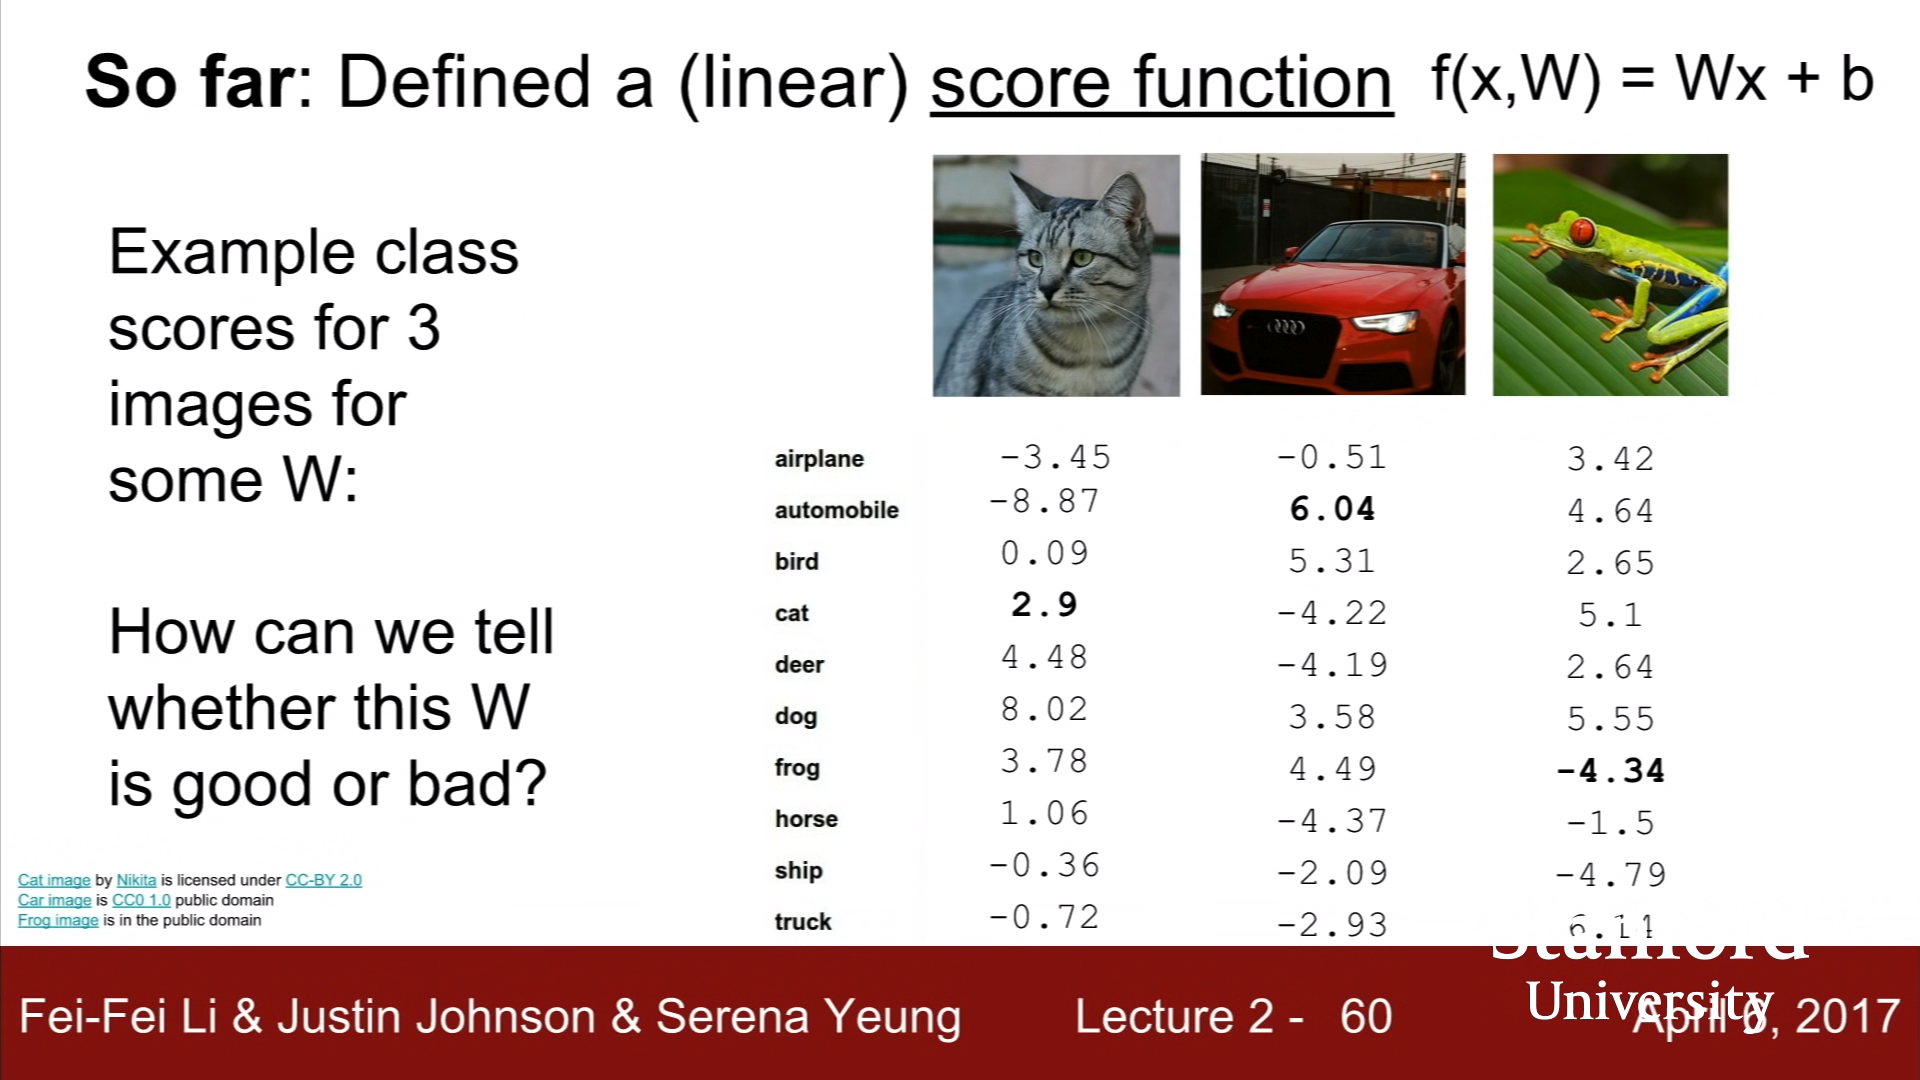 So far: Defined a (linear) score function f(x,W) = Wx + b
Example class
scores for 3
images for
some W:
How can we tell
whether this W
is good or bad?
airplane -3.45 -0.51 3.42
automobile -8.87 6.04 4.64
bird 0.09 5.31 2.65
cat 2.9 -4.22 5.1
deer 4.48 -4.19 2.64
dog 8.02 3.58 5.55
frog 3.78 4.49 -4.34
horse 1.06 -4.37 -1.5
ship -0.36 -2.09 -4.79
truck -0.72 -2.93
Cat image by Nikita is licensed under CC-BY 2.0
Car image is CC0 1.0 public domain
Frog image is in the public domain
Fei-Fei Li & Justin Johnson & Serena Yeung Lecture 2 - 60 April 6, 2017
Stanford
University